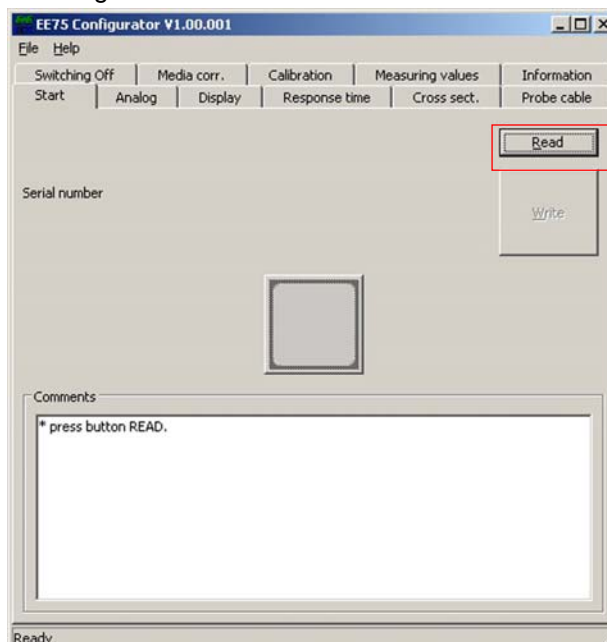 EE75 Configurator V1.00.001
File Help
Switching Off Media corr. Calibration Measuring values Information
Start Analog Display Response time Cross sect. Probe cable
Read
Serial number
Write
Comments
* press button READ.
Ready